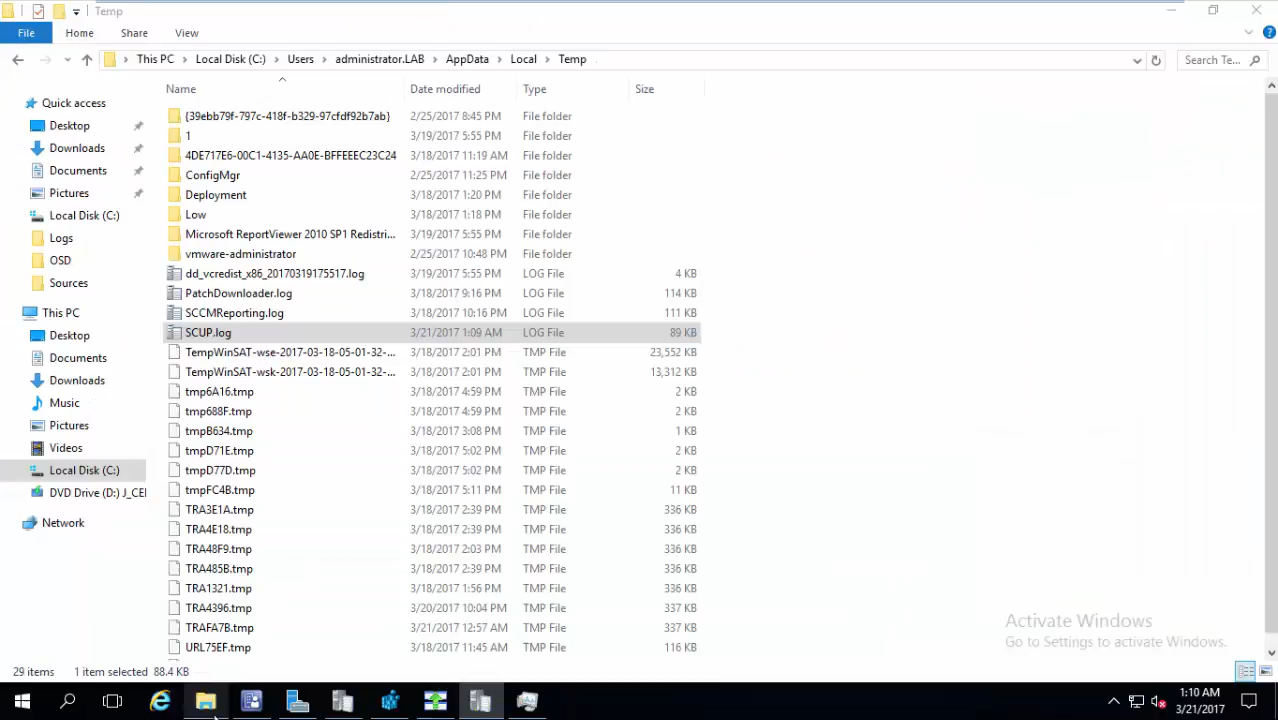 Temp
File Home Share View
This PC Local Disk (C:) Users administrator.LAB AppData Local Temp Search Te...
Name Date modified Type Size
Quick access
Desktop
Downloads
Documents
Pictures
Local Disk (C:)
Logs
OSD
Sources
This PC
Desktop
Documents
Downloads
Music
Pictures
Videos
Local Disk (C:)
DVD Drive (D:) J_CEI
Network
{39ebb79f-797c-418f-b329-97cfdf92b7ab} 2/25/2017 8:45 PM File folder
1 3/19/2017 5:55 PM File folder
4DE717E6-00C1-4135-AA0E-BFFEEEC23C24 3/18/2017 11:19 AM File folder
ConfigMgr 2/25/2017 11:25 PM File folder
Deployment 3/18/2017 1:20 PM File folder
Low 3/18/2017 1:18 PM File folder
Microsoft ReportViewer 2010 SP1 Redistri... 3/19/2017 5:55 PM File folder
vmware-administrator 2/25/2017 10:48 PM File folder
dd_vcredist_x86_20170319175517.log 3/19/2017 5:55 PM LOG File 4 KB
PatchDownloader.log 3/18/2017 9:16 PM LOG File 114 KB
SCCMReporting.log 3/18/2017 10:16 PM LOG File 111 KB
SCUP.log 3/21/2017 1:09 AM LOG File 89 KB
TempWinSAT-wse-2017-03-18-05-01-32-... 3/18/2017 2:01 PM TMP File 23,552 KB
TempWinSAT-wsk-2017-03-18-05-01-32-... 3/18/2017 2:01 PM TMP File 13,312 KB
tmp6A16.tmp 3/18/2017 4:59 PM TMP File 2 KB
tmp688F.tmp 3/18/2017 4:59 PM TMP File 2 KB
tmpB634.tmp 3/18/2017 3:08 PM TMP File 1 KB
tmpD71E.tmp 3/18/2017 5:02 PM TMP File 2 KB
tmpD77D.tmp 3/18/2017 5:02 PM TMP File 2 KB
tmpFC4B.tmp 3/18/2017 5:11 PM TMP File 11 KB
TRA3E1A.tmp 3/18/2017 2:39 PM TMP File 336 KB
TRA4E18.tmp 3/18/2017 2:39 PM TMP File 336 KB
TRA48F9.tmp 3/18/2017 2:03 PM TMP File 336 KB
TRA485B.tmp 3/18/2017 2:39 PM TMP File 336 KB
TRA1321.tmp 3/18/2017 1:56 PM TMP File 336 KB
TRA4396.tmp 3/20/2017 10:04 PM TMP File 337 KB
TRAFA7B.tmp 3/21/2017 12:57 AM TMP File 337 KB
URL75EF.tmp 3/18/2017 11:45 AM TMP File 116 KB
Activate Windows
Go to Settings to activate Windows.
29 items 1 item selected 88.4 KB
1:10 AM
3/21/2017